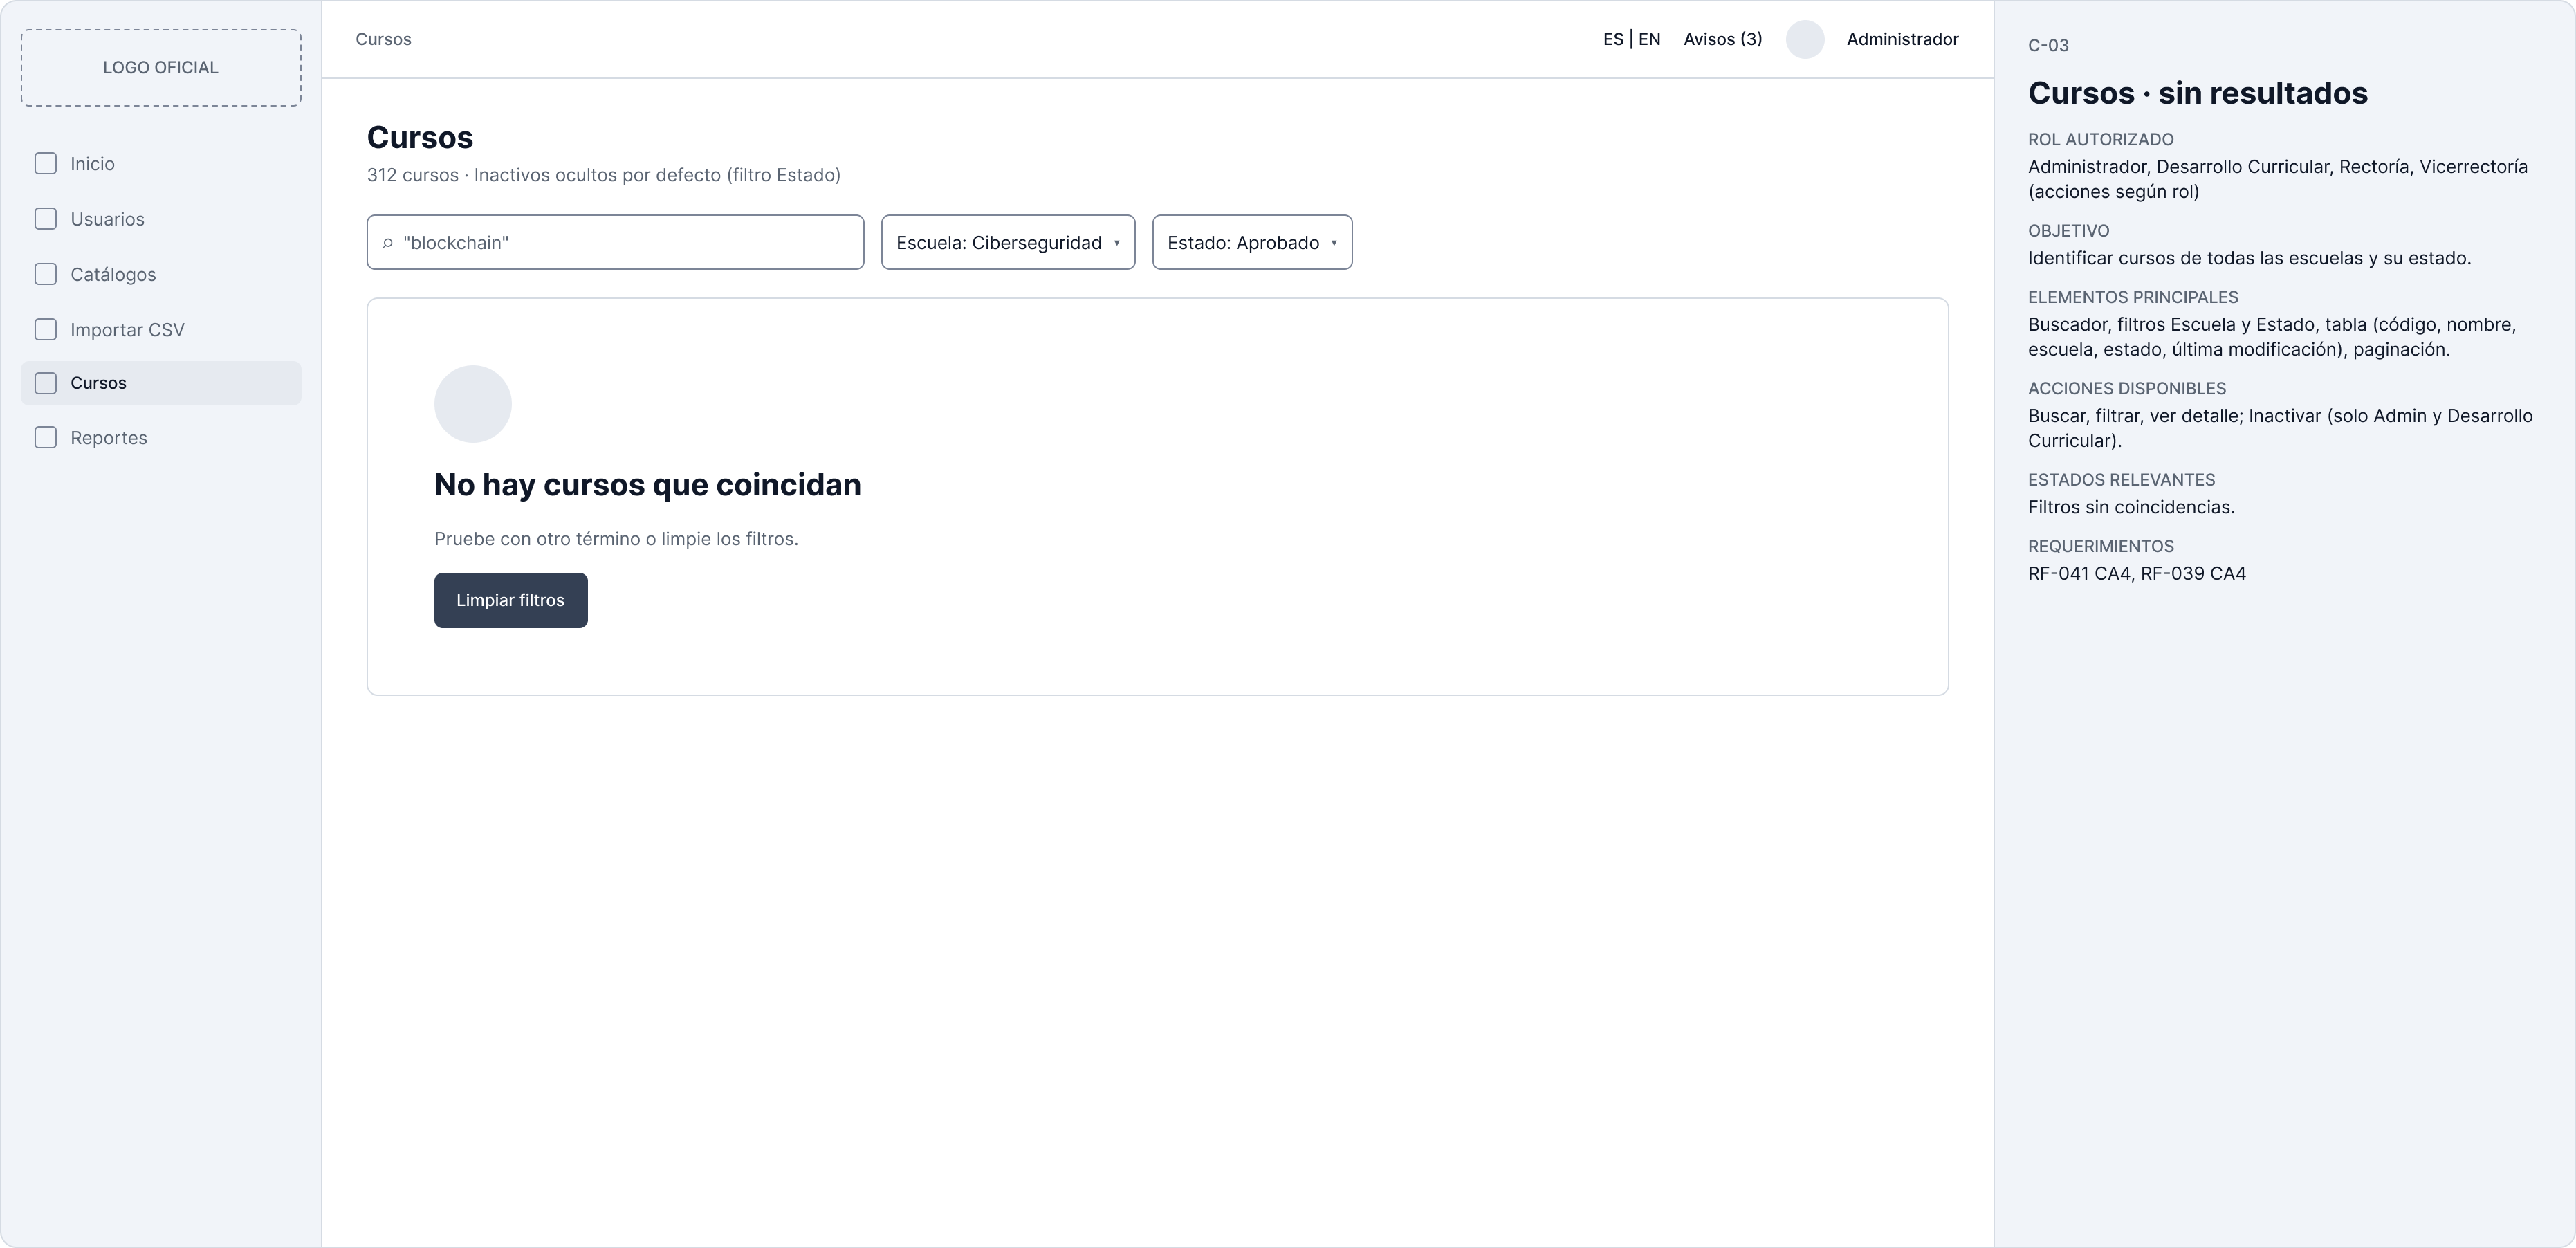 LOGO OFICIAL
Inicio
Usuarios
Catálogos
Importar CSV
Cursos
Reportes
Cursos
ES | EN
Avisos (3)
Administrador
Cursos
312 cursos · Inactivos ocultos por defecto (filtro Estado)
"blockchain"
Escuela: Ciberseguridad
Estado: Aprobado
No hay cursos que coincidan
Pruebe con otro término o limpie los filtros.
Limpiar filtros
C-03
Cursos · sin resultados
ROL AUTORIZADO
Administrador, Desarrollo Curricular, Rectoría, Vicerrectoría
(acciones según rol)
OBJETIVO
Identificar cursos de todas las escuelas y su estado.
ELEMENTOS PRINCIPALES
Buscador, filtros Escuela y Estado, tabla (código, nombre,
escuela, estado, última modificación), paginación.
ACCIONES DISPONIBLES
Buscar, filtrar, ver detalle; Inactivar (solo Admin y Desarrollo
Curricular).
ESTADOS RELEVANTES
Filtros sin coincidencias.
REQUERIMIENTOS
RF-041 CA4, RF-039 CA4